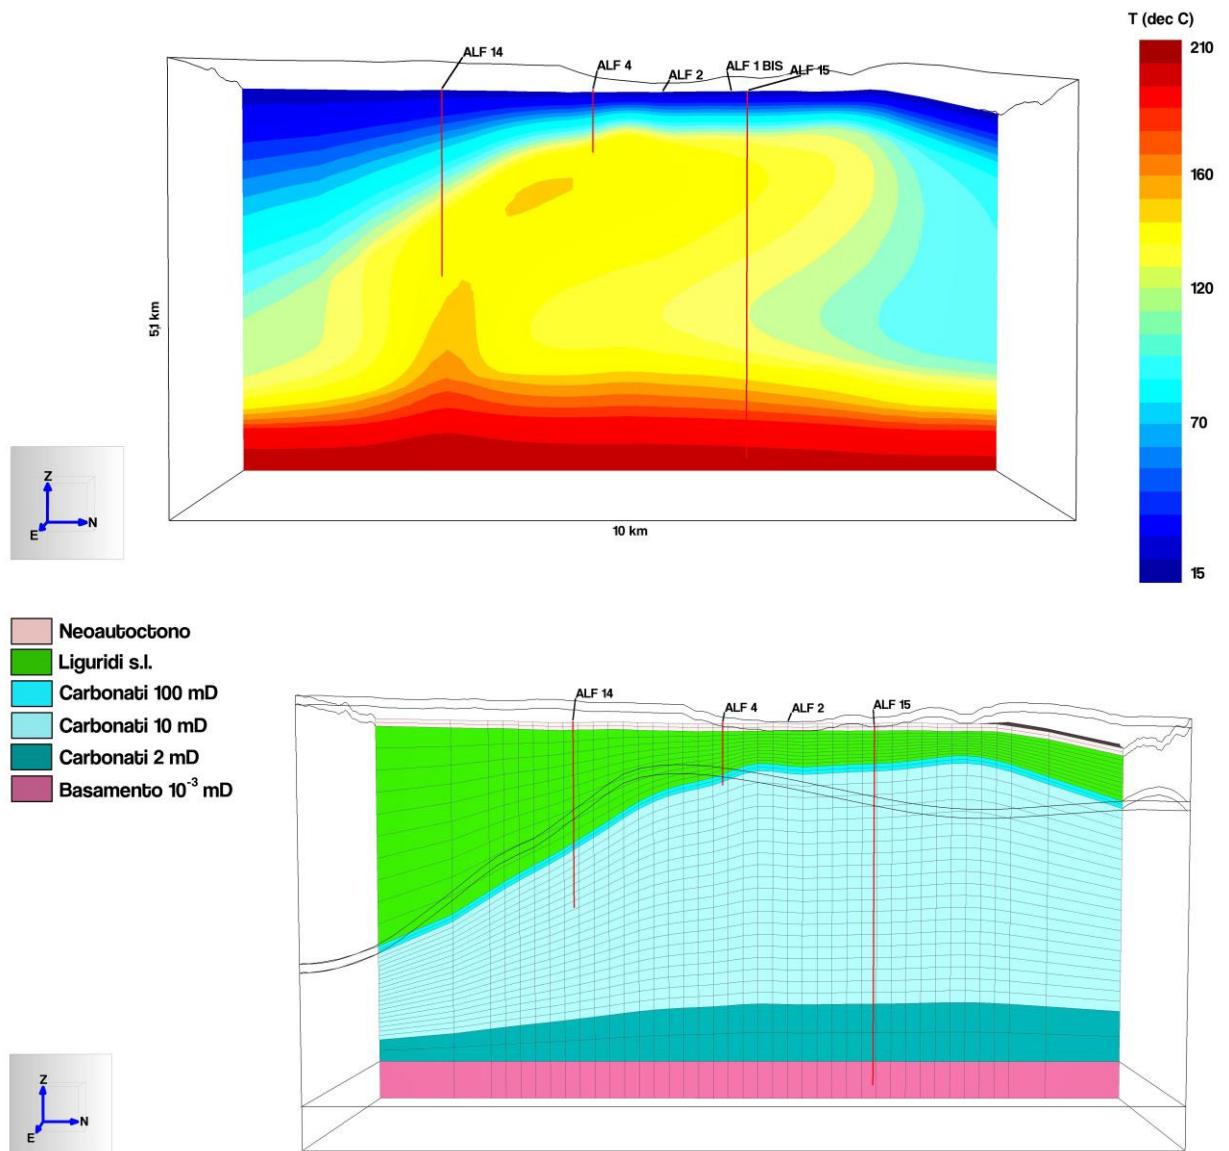 T (dec C)
ALF 14
ALF 4
ALF 2
ALF 1 BIS
ALF 15
210
160
120
70
15
5,1 km
10 km
Z
N
E
Neoautoctono
Liguridi s.l.
Carbonati 100 mD
Carbonati 10 mD
Carbonati 2 mD
Basamento 10⁻³ mD
ALF 14
ALF 4
ALF 2
ALF 15
Z
N
E